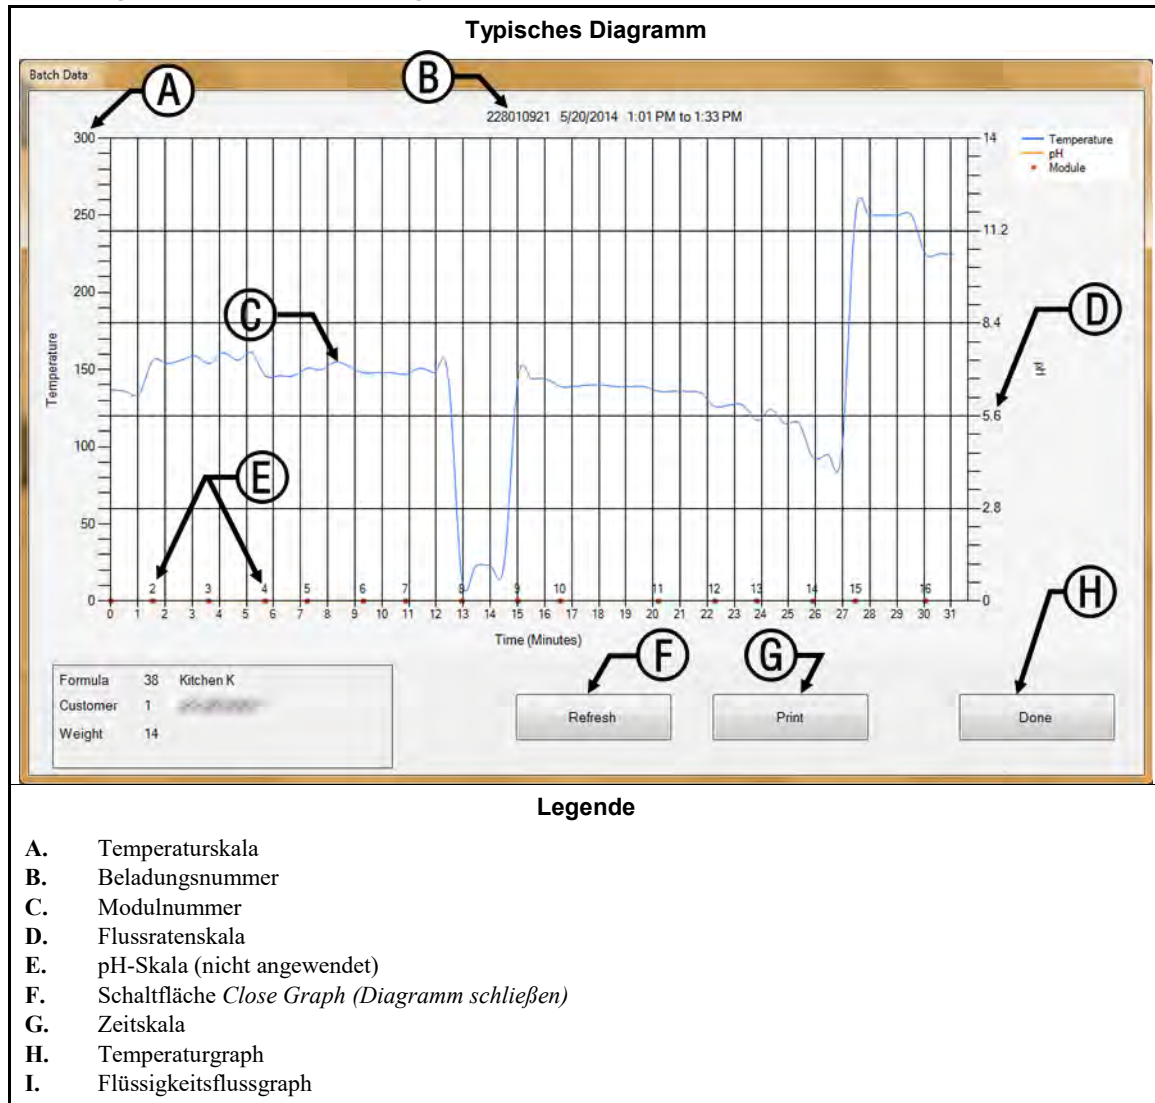 Typisches Diagramm
Batch Data
A
B
228010921 5/20/2014 1:01 PM to 1:33 PM
300
250
200
150
100
50
0
Temperature
14
11.2
8.4
5.6
2.8
0
pH
Temperature
pH
Module
C
D
E
2 3 4 5 6 7 8 9 10 11 12 13 14 15 16
0 1 2 3 4 5 6 7 8 9 10 11 12 13 14 15 16 17 18 19 20 21 22 23 24 25 26 27 28 29 30 31
Time (Minutes)
F
G
H
Formula 38 Kitchen K
Customer 1
Weight 14
Refresh
Print
Done
Legende
A. Temperaturskala
B. Beladungsnummer
C. Modulnummer
D. Flussratenskala
E. pH-Skala (nicht angewendet)
F. Schaltfläche Close Graph (Diagramm schließen)
G. Zeitskala
H. Temperaturgraph
I. Flüssigkeitsflussgraph